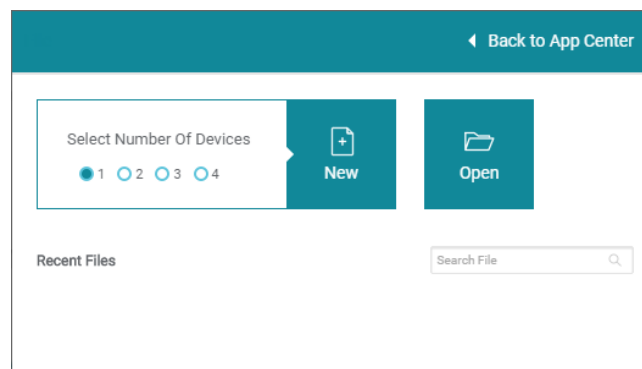 Back to App Center
Select Number Of Devices
1 2 3 4
New
Open
Recent Files
Search File